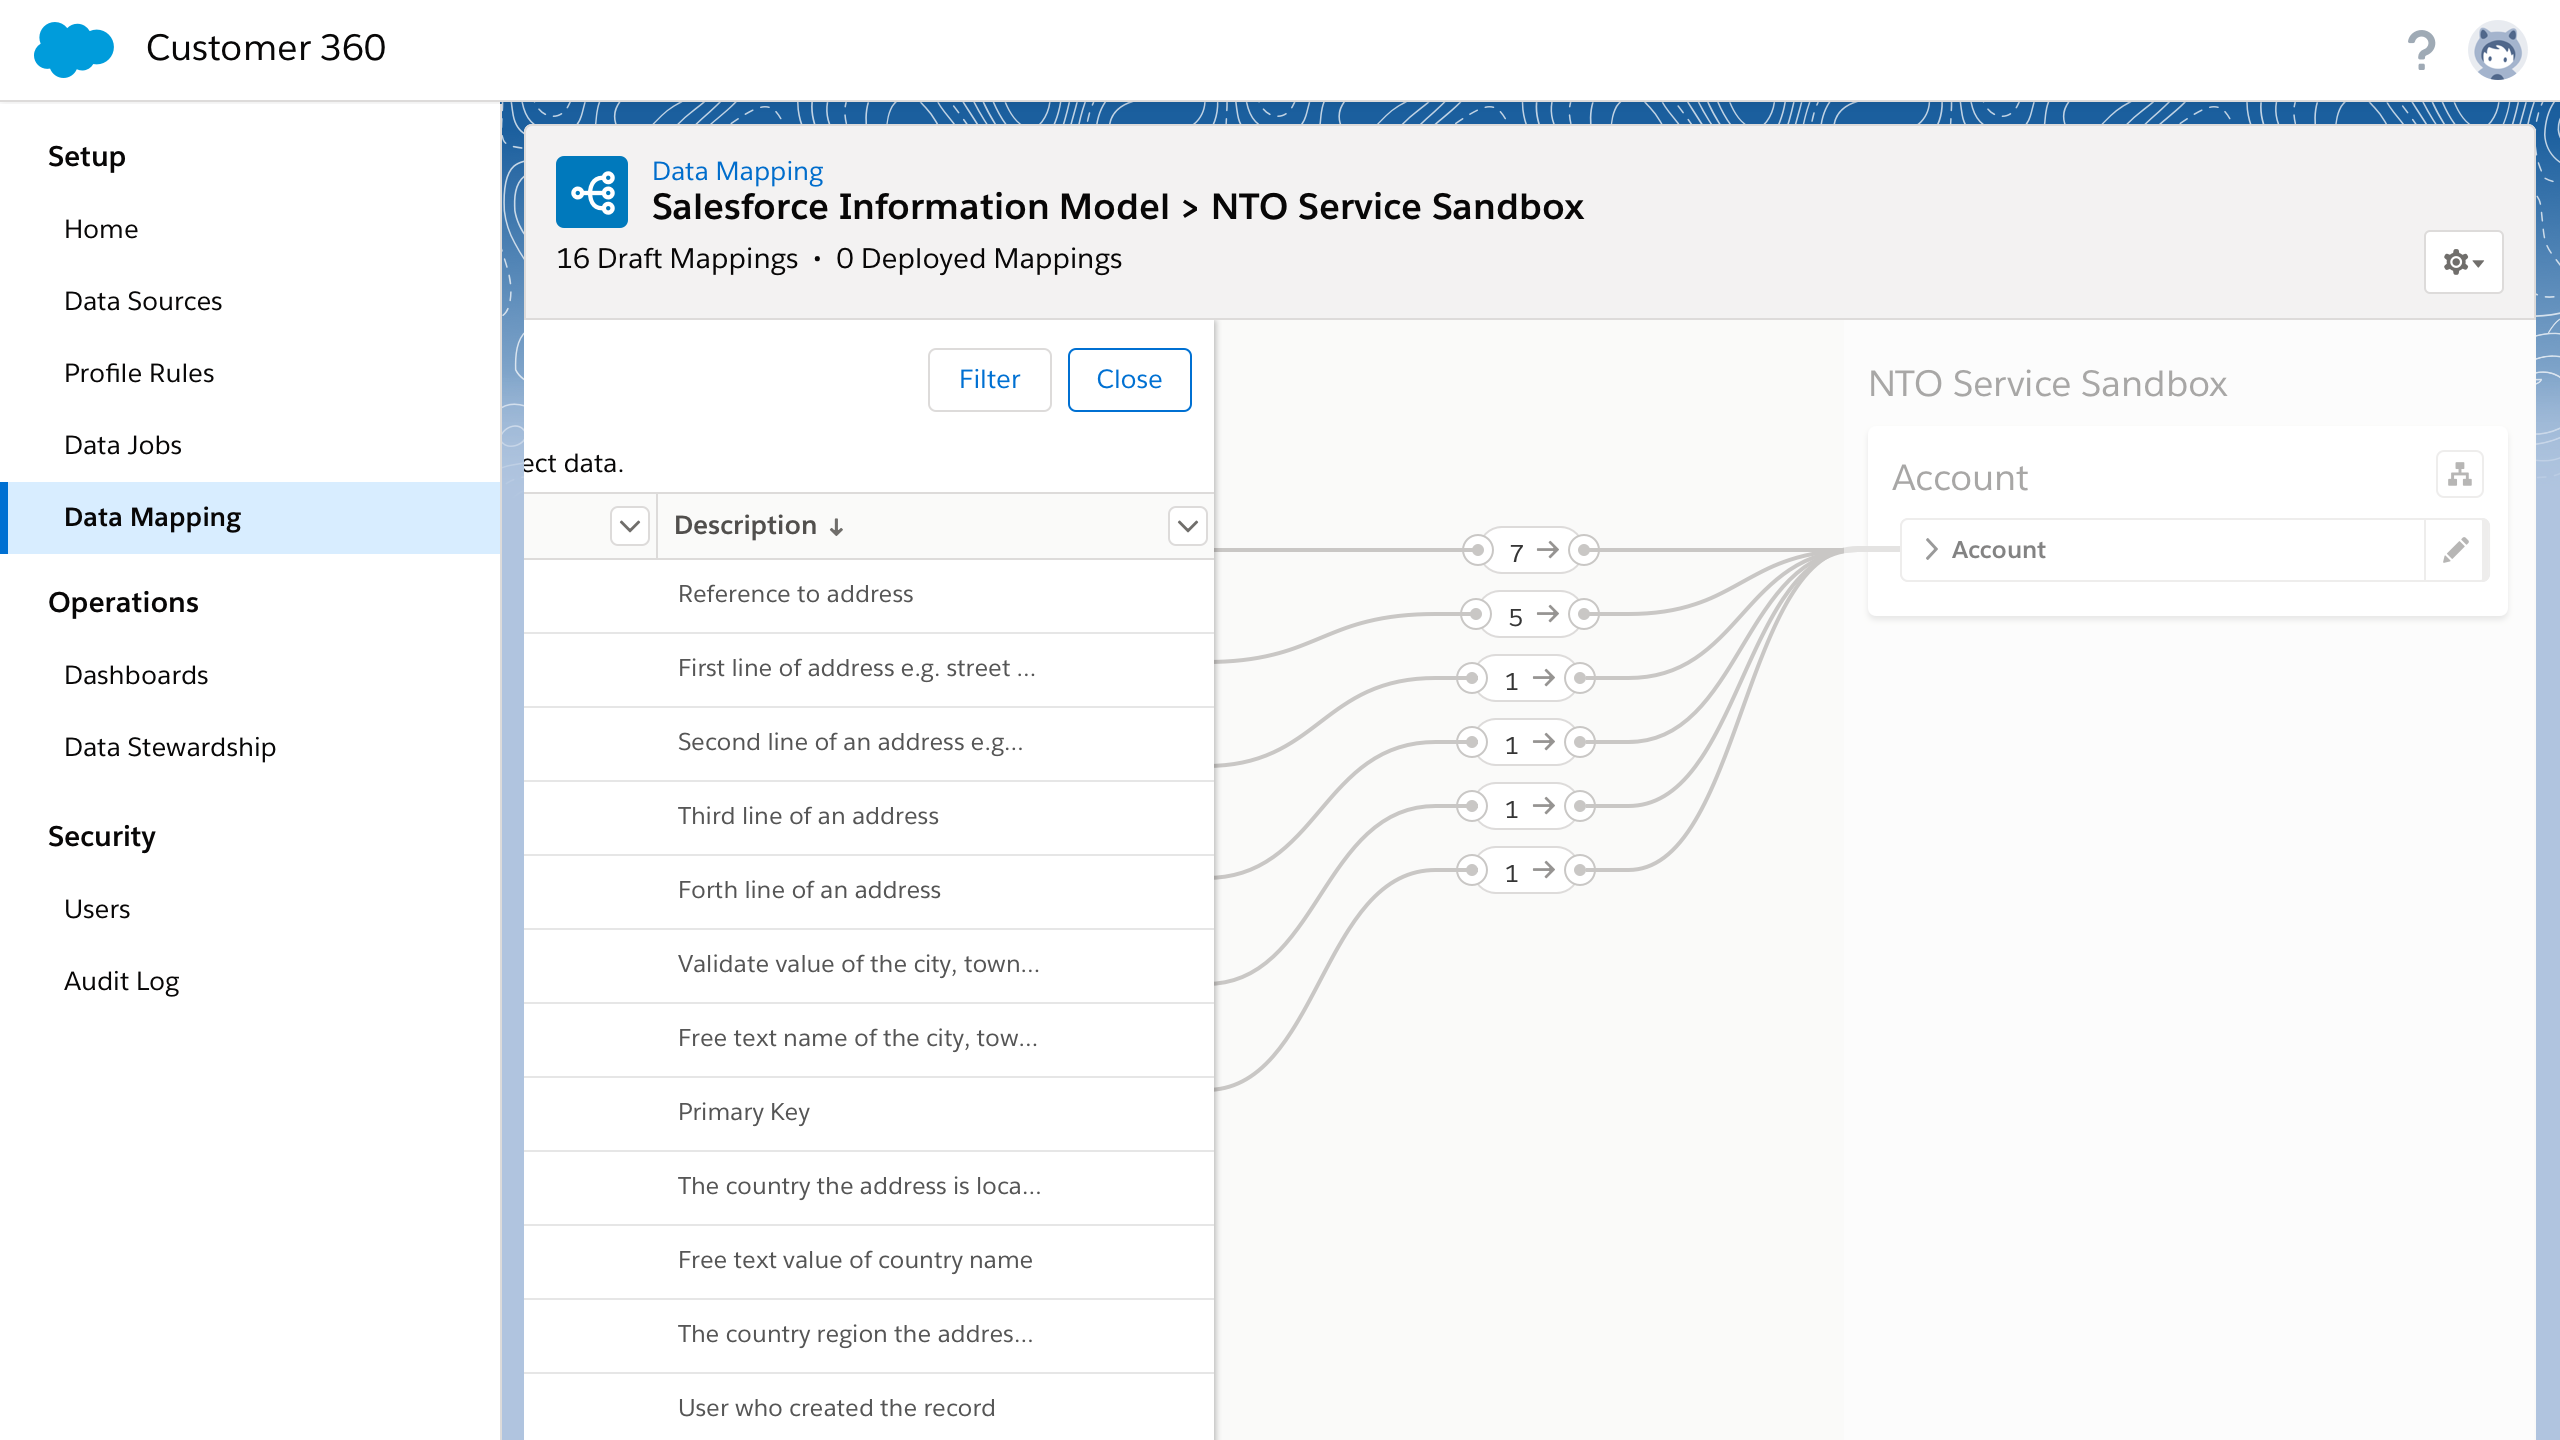 Customer 360
?
Setup
Home
Data Sources
Profile Rules
Data Jobs
Data Mapping
Operations
Dashboards
Data Stewardship
Security
Users
Audit Log
Data Mapping
Salesforce Information Model > NTO Service Sandbox
16 Draft Mappings • 0 Deployed Mappings
Filter
Close
ect data.
Description ↓
Reference to address
First line of address e.g. street ...
Second line of an address e.g...
Third line of an address
Forth line of an address
Validate value of the city, town...
Free text name of the city, tow...
Primary Key
The country the address is loca...
Free text value of country name
The country region the addres...
User who created the record
7 →
5 →
1 →
1 →
1 →
1 →
NTO Service Sandbox
Account
Account